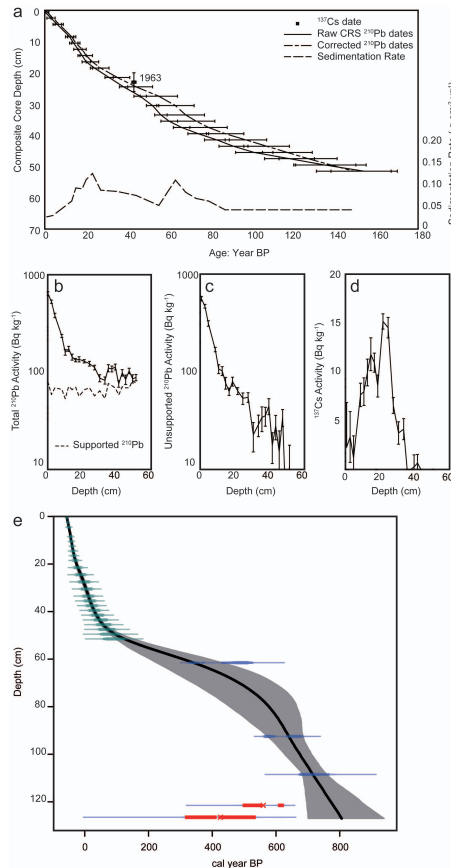 a
0
10
20
30
40
50
60
70
Composite Core Depth (cm)
1963
137Cs date
Raw CRS 210Pb dates
Corrected 210Pb dates
Sedimentation Rate
0.20
0.15
0.10
0.05
0
Sedimentation Rate
0 20 40 60 80 100 120 140 160 180
Age: Year BP
b
1000
100
10
Total 210Pb Activity (Bq kg-1)
Supported 210Pb
0 20 40 60
Depth (cm)
c
1000
100
10
Unsupported 210Pb Activity (Bq kg-1)
0 20 40 60
Depth (cm)
d
20
15
10
5
2
137Cs Activity (Bq kg-1)
0 20 40 60
Depth (cm)
e
0
20
40
60
80
100
120
Depth (cm)
0 200 400 600 800
cal year BP